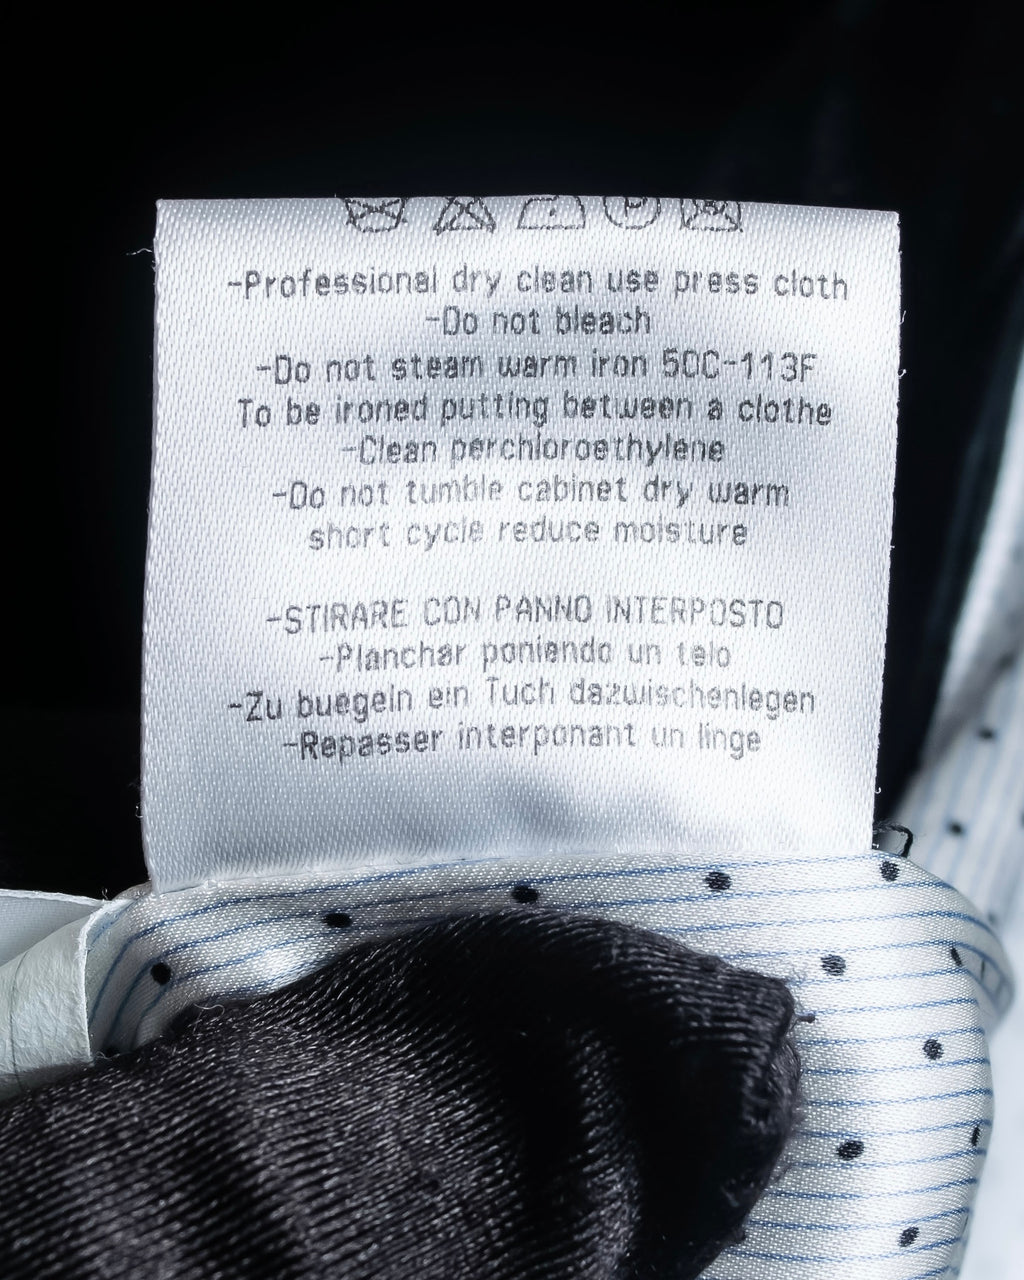 -Professional dry clean use press cloth
-Do not bleach
-Do not steam warm iron 50C-113F
To be ironed putting between a clothe
-Clean perchloroethylene
-Do not tumble cabinet dry warm
short cycle reduce moisture
-STIRARE CON PANNO INTERPOSTO
-Planchar poniendo un telo
-Zu buegeln ein Tuch dazwischenlegen
-Repasser interponant un linge